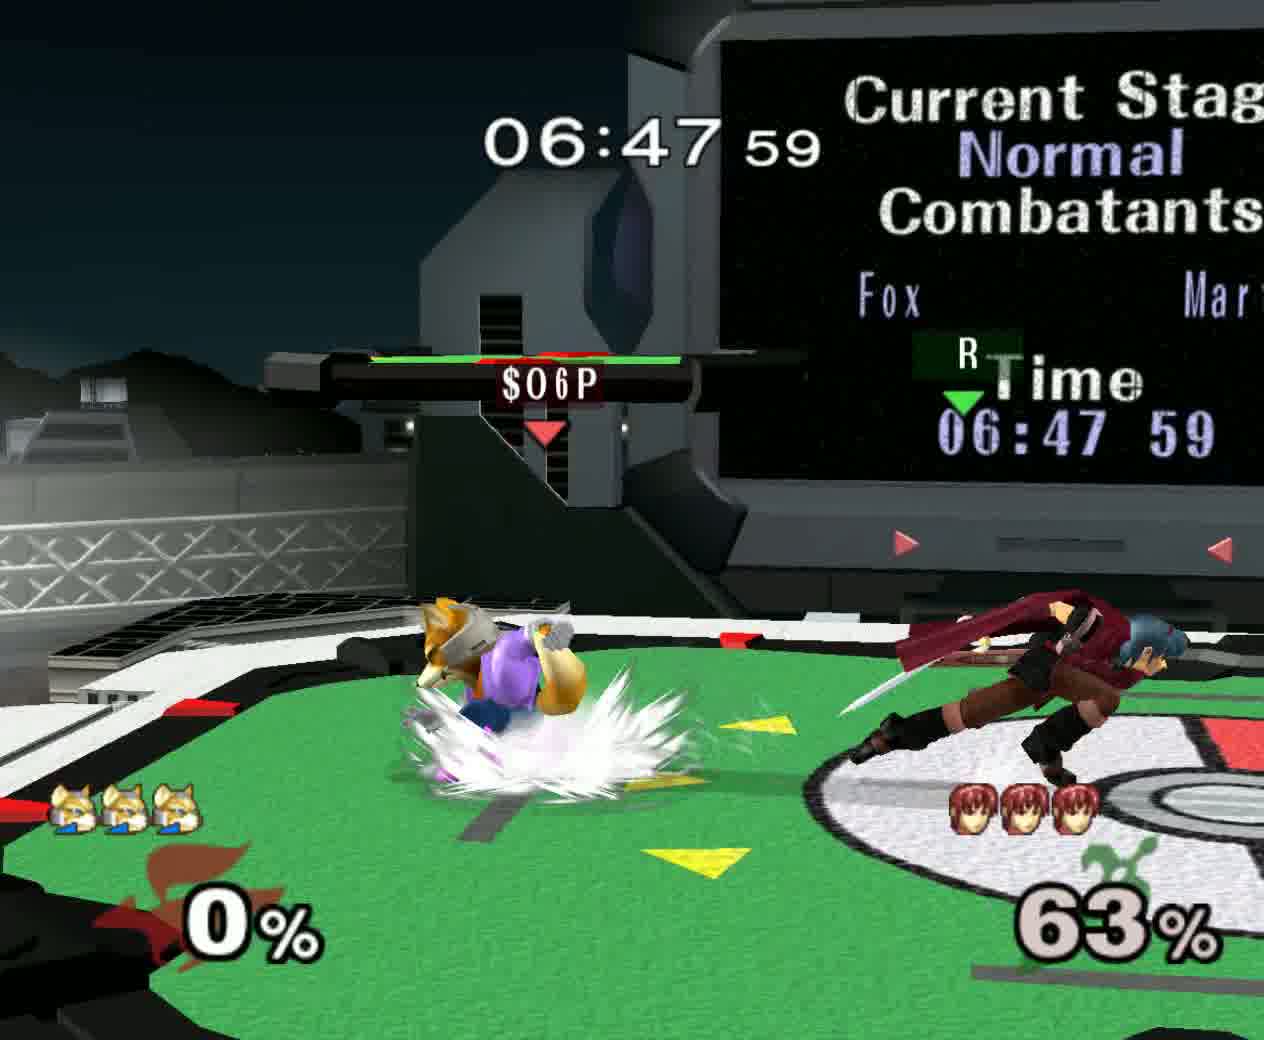 06:47 59
Current Stag
Normal
Combatants
Fox Mar
R
Time
$06P
06:47 59
0%
63%